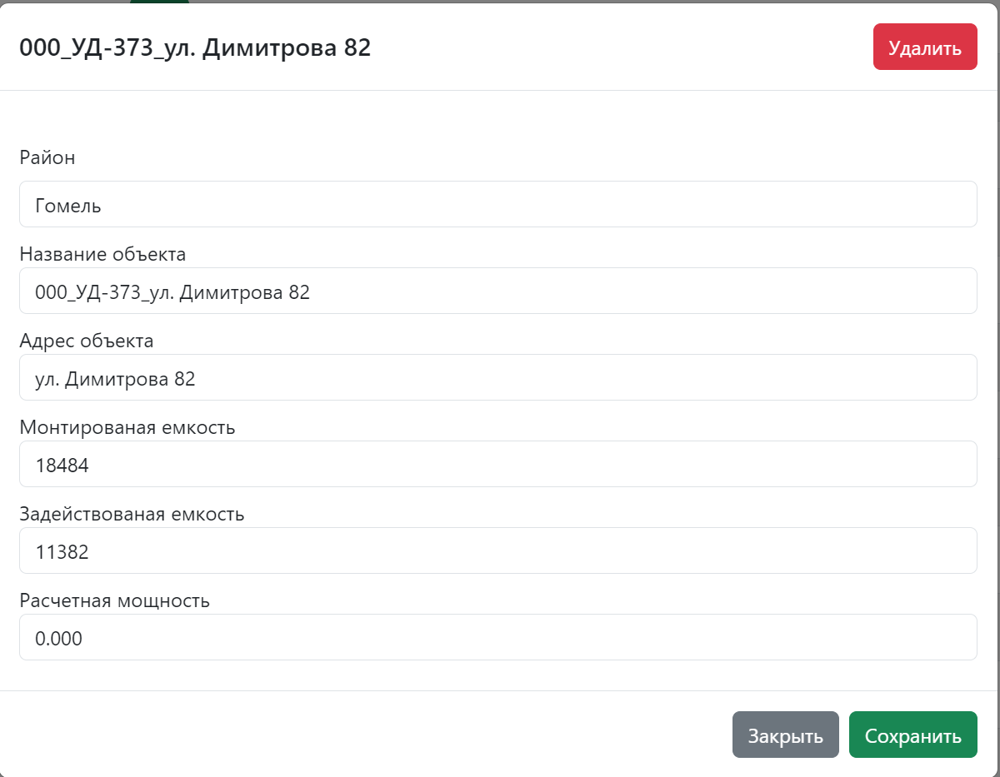 000_УД-373_ул. Димитрова 82
Удалить
Район
Гомель
Название объекта
000_УД-373_ул. Димитрова 82
Адрес объекта
ул. Димитрова 82
Монтированая емкость
18484
Задействованая емкость
11382
Расчетная мощность
0.000
Закрыть
Сохранить